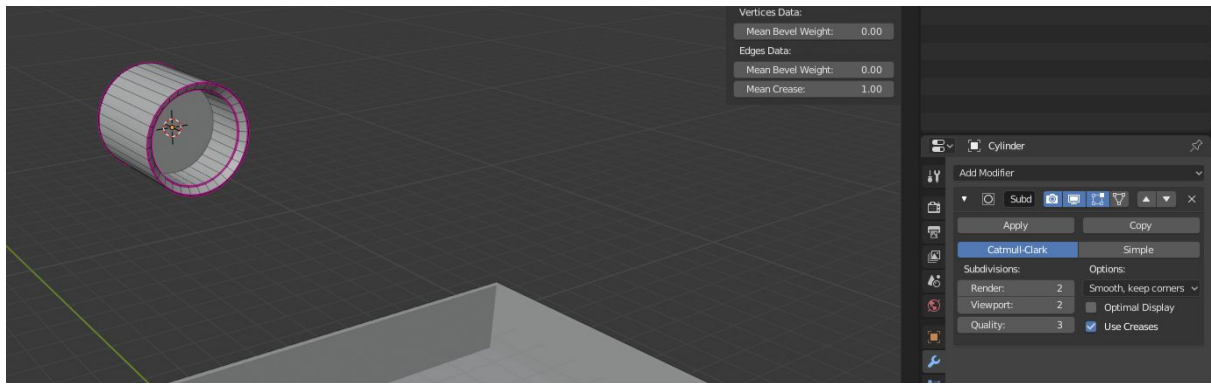 Vertices Data:
Mean Bevel Weight: 0.00
Edges Data:
Mean Bevel Weight: 0.00
Mean Crease: 1.00
Cylinder
Add Modifier
Subd
Apply Copy
Catmull-Clark Simple
Subdivisions: Options:
Render: 2 Smooth, keep corners
Viewport: 2 Optimal Display
Quality: 3 Use Creases